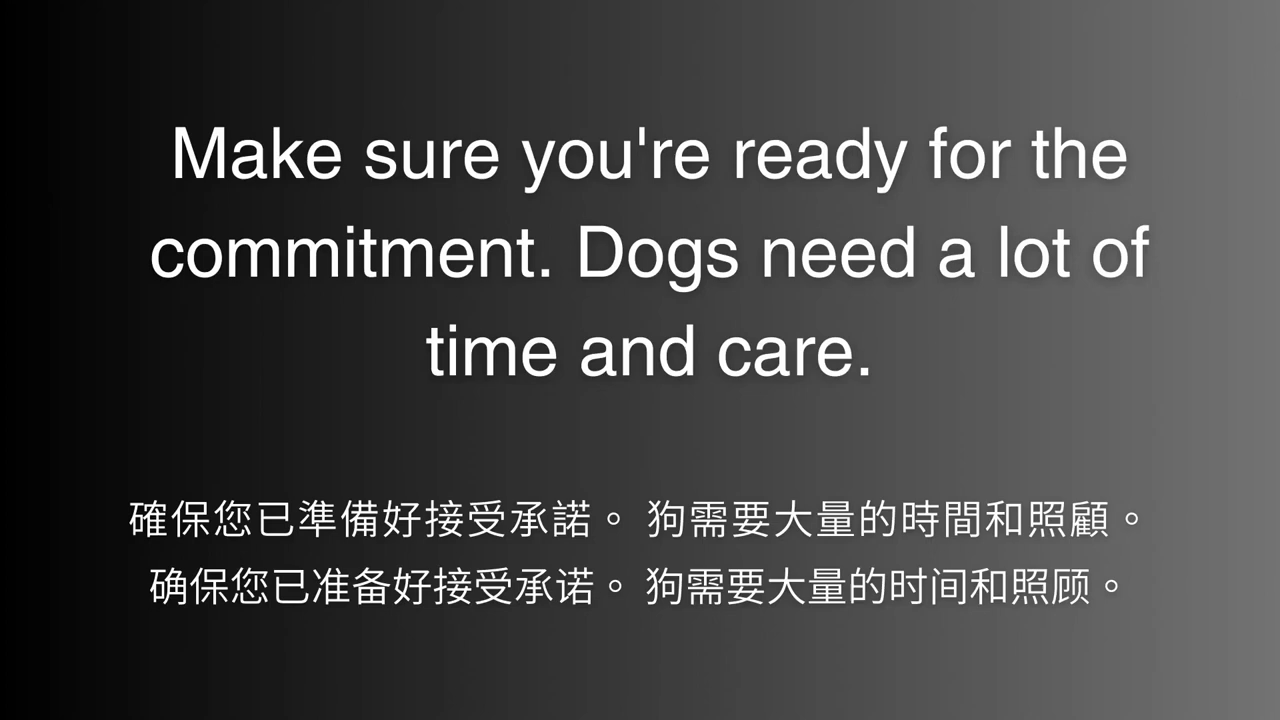 Make sure you're ready for the
commitment. Dogs need a lot of
time and care.
確保您已準備好接受承諾。 狗需要大量的時間和照顧。
确保您已准备好接受承诺。 狗需要大量的时间和照顾。